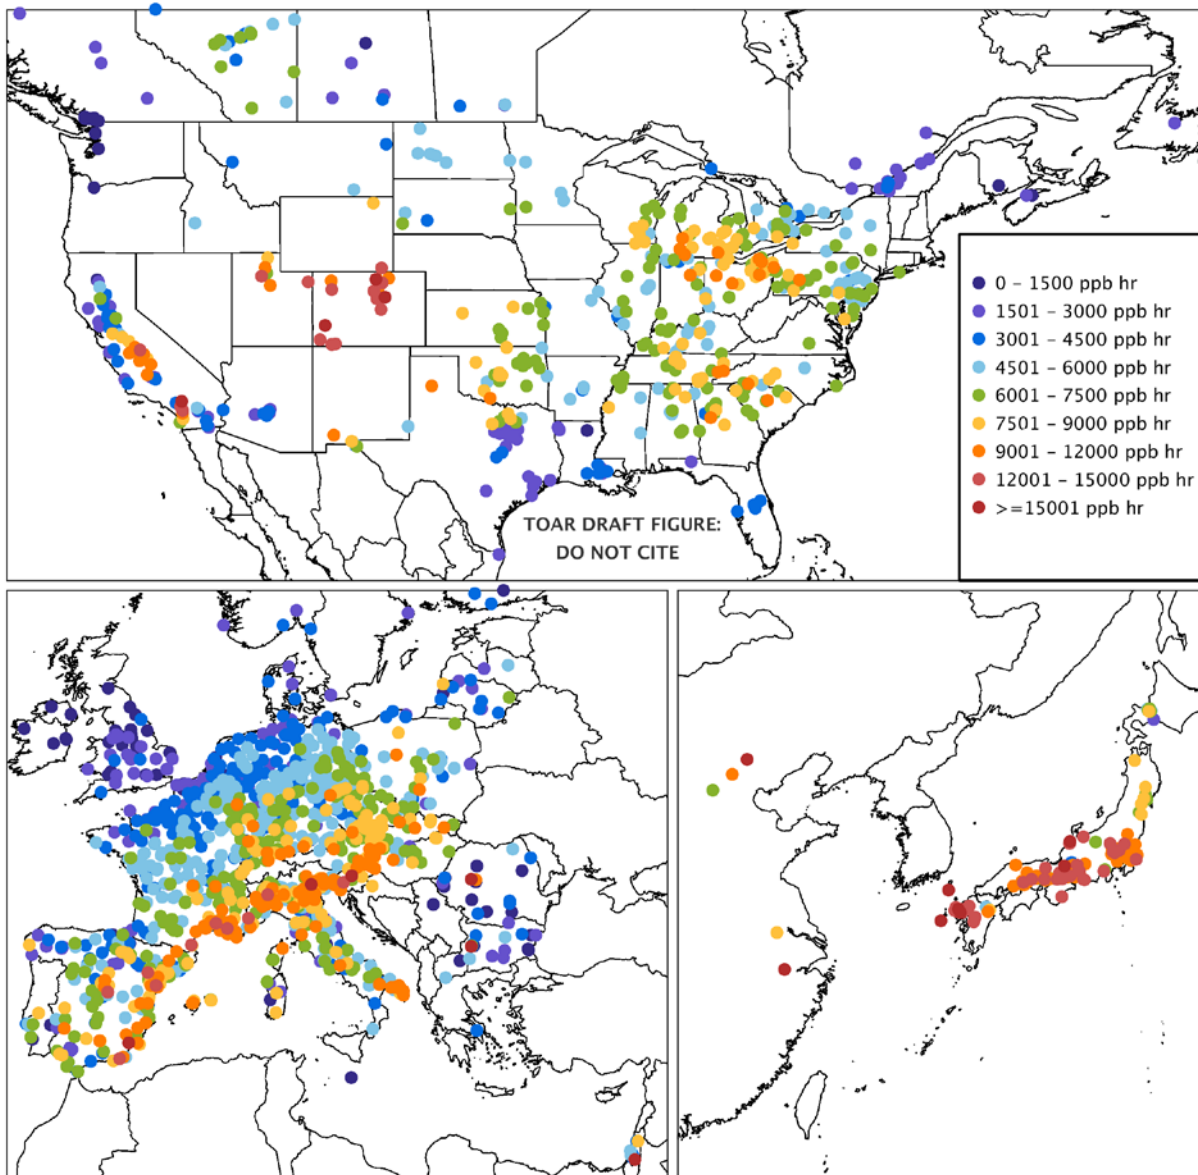 0 – 1500 ppb hr
1501 – 3000 ppb hr
3001 – 4500 ppb hr
4501 – 6000 ppb hr
6001 – 7500 ppb hr
7501 – 9000 ppb hr
9001 – 12000 ppb hr
12001 – 15000 ppb hr
>=15001 ppb hr
TOAR DRAFT FIGURE:
DO NOT CITE